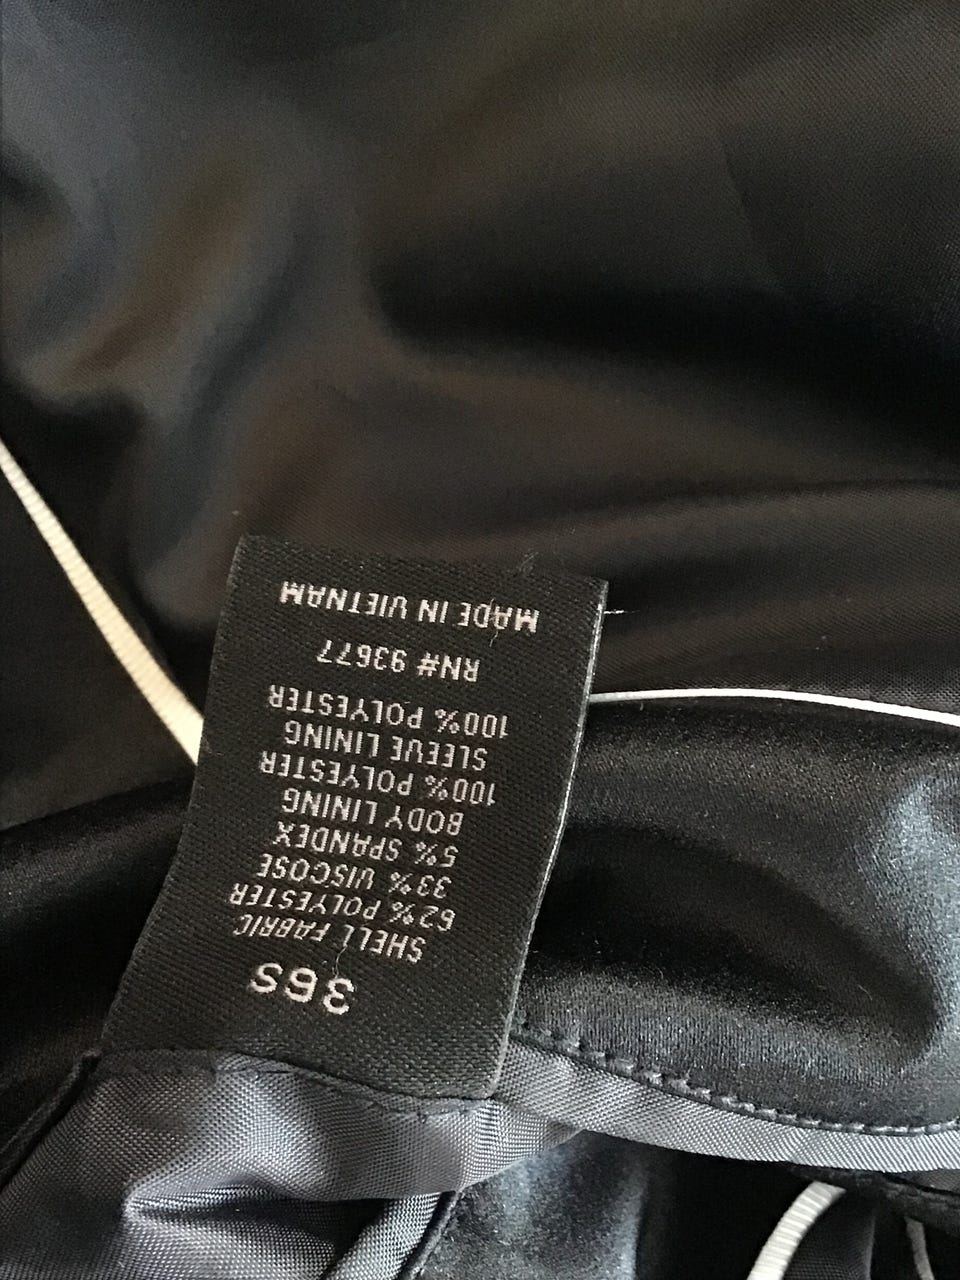 36S
SHELL FABRIC
62% POLYESTER
33% VISCOSE
5% SPANDEX
BODY LINING
100% POLYESTER
SLEEVE LINING
100% POLYESTER
RN# 93677
MADE IN VIETNAM